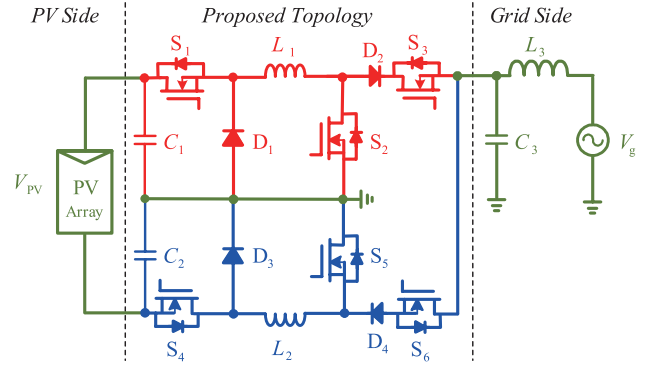 PV Side Proposed Topology Grid Side
S1 L1 D2 S3 L3
C1 D1 S2 C3 Vg
VPV PV
Array
C2 D3 S5
S4 L2 D4 S6